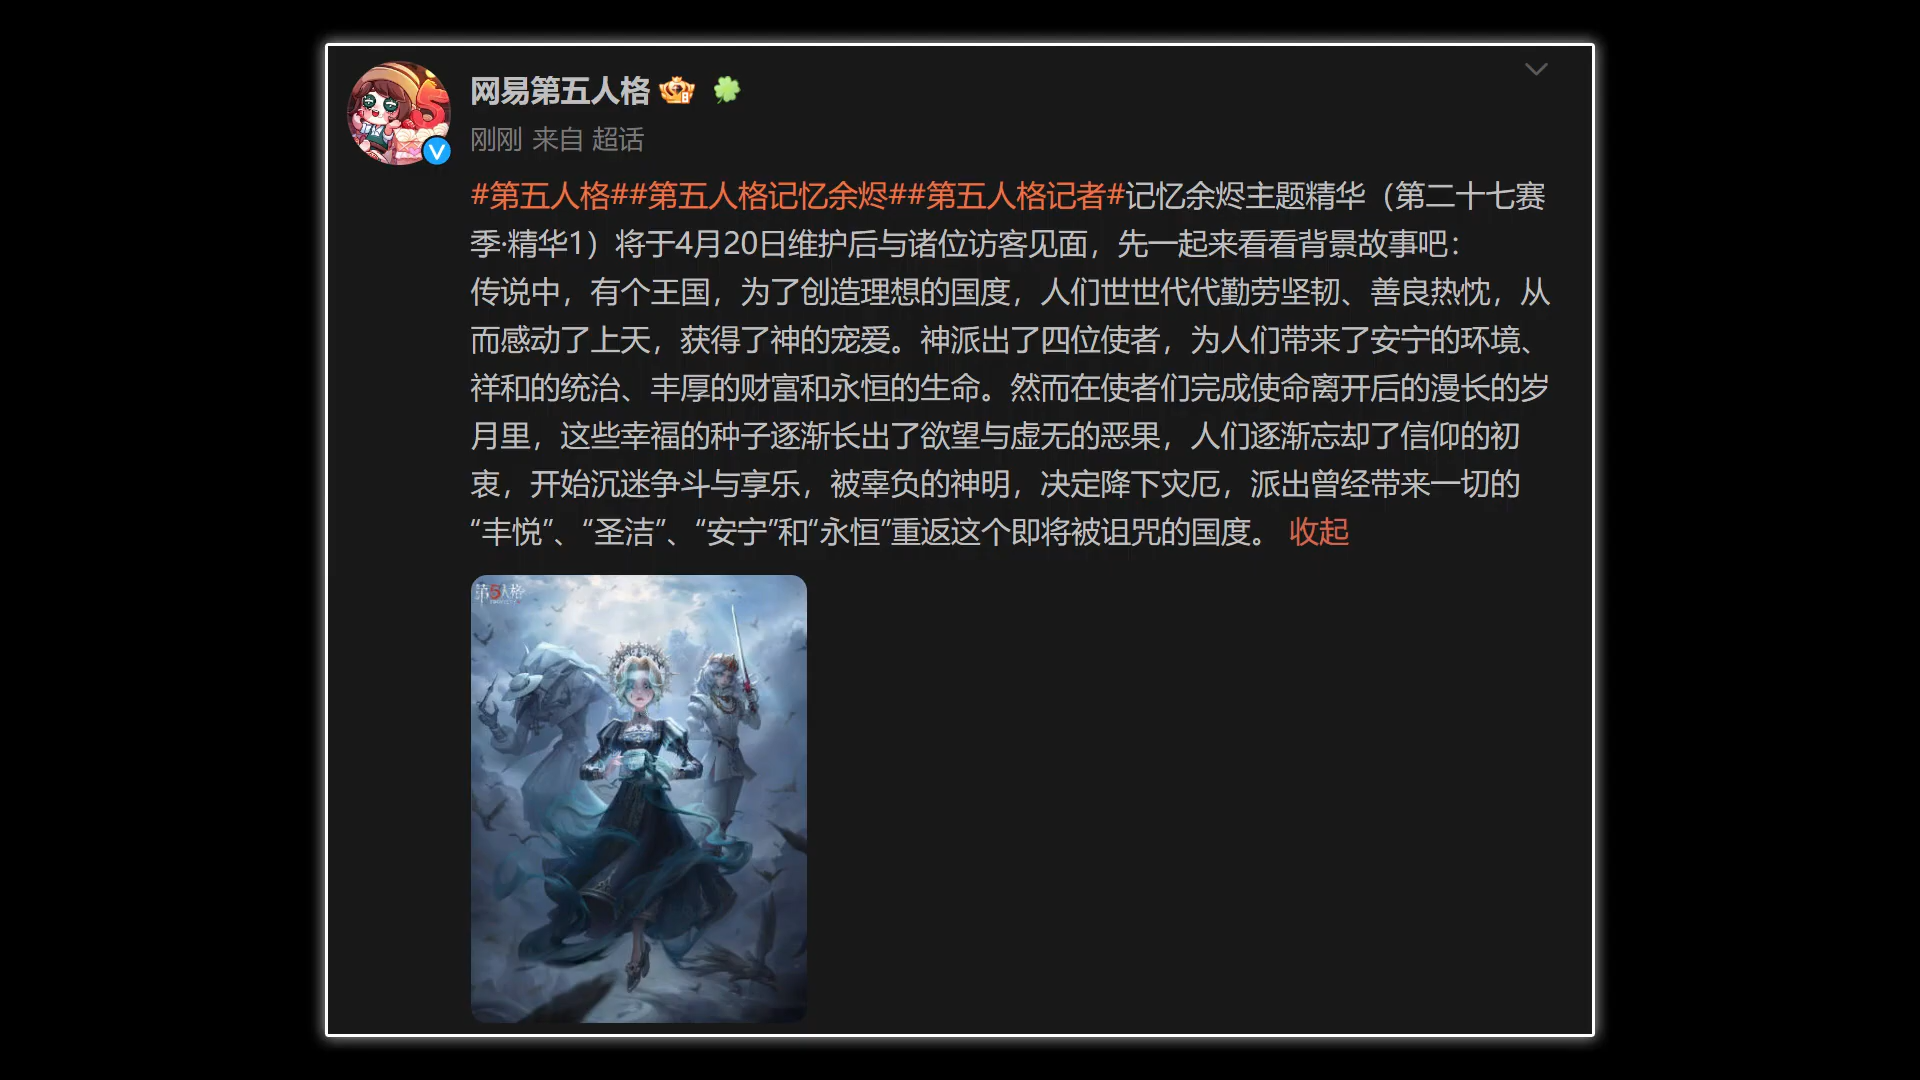 网易第五人格
刚刚 来自 超话
#第五人格##第五人格记忆余烬##第五人格记者#记忆余烬主题精华（第二十七赛
季·精华1）将于4月20日维护后与诸位访客见面，先一起来看看背景故事吧：
传说中，有个王国，为了创造理想的国度，人们世世代代勤劳坚韧、善良热忱，从
而感动了上天，获得了神的宠爱。神派出了四位使者，为人们带来了安宁的环境、
祥和的统治、丰厚的财富和永恒的生命。然而在使者们完成使命离开后的漫长的岁
月里，这些幸福的种子逐渐长出了欲望与虚无的恶果，人们逐渐忘却了信仰的初
衷，开始沉迷争斗与享乐，被辜负的神明，决定降下灾厄，派出曾经带来一切的
“丰悦”、“圣洁”、“安宁”和“永恒”重返这个即将被诅咒的国度。 收起
第5人格